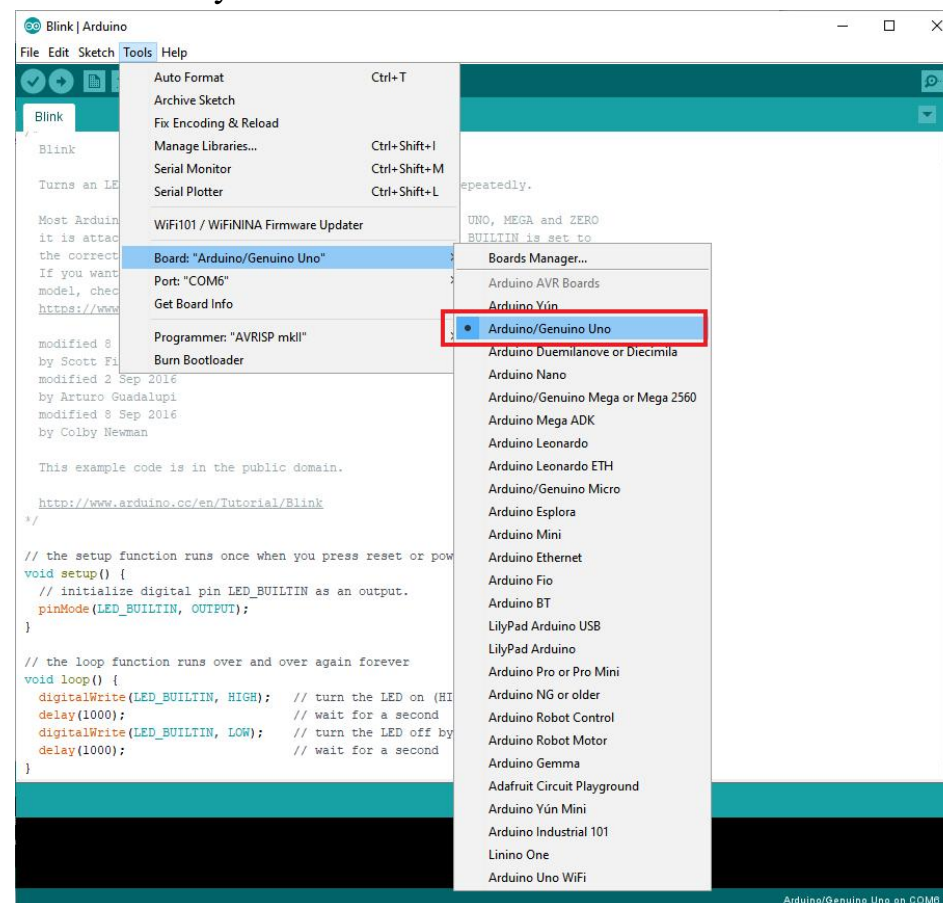 Blink | Arduino
File Edit Sketch Tools Help
Blink
Auto Format Ctrl+T
Archive Sketch
Fix Encoding & Reload
Manage Libraries... Ctrl+Shift+I
Serial Monitor Ctrl+Shift+M
Serial Plotter Ctrl+Shift+L
WiFi101 / WiFiNINA Firmware Updater
Board: "Arduino/Genuino Uno"
Port: "COM6"
Get Board Info
Programmer: "AVRISP mkII"
Burn Bootloader
Boards Manager...
Arduino AVR Boards
Arduino Yún
Arduino/Genuino Uno
Arduino Duemilanove or Diecimila
Arduino Nano
Arduino/Genuino Mega or Mega 2560
Arduino Mega ADK
Arduino Leonardo
Arduino Leonardo ETH
Arduino/Genuino Micro
Arduino Esplora
Arduino Mini
Arduino Ethernet
Arduino Fio
Arduino BT
LilyPad Arduino USB
LilyPad Arduino
Arduino Pro or Pro Mini
Arduino NG or older
Arduino Robot Control
Arduino Robot Motor
Arduino Gemma
Adafruit Circuit Playground
Arduino Yún Mini
Arduino Industrial 101
Linino One
Arduino Uno WiFi
Blink
Turns an LE epeatedly.
Most Arduin UNO, MEGA and ZERO
it is attac BUILTIN is set to
the correct
If you want
model, chec
https://www
modified 8
by Scott Fi
modified 2 Sep 2016
by Arturo Guadalupi
modified 8 Sep 2016
by Colby Newman
This example code is in the public domain.
http://www.arduino.cc/en/Tutorial/Blink
*/
// the setup function runs once when you press reset or pow
void setup() {
// initialize digital pin LED_BUILTIN as an output.
pinMode(LED_BUILTIN, OUTPUT);
}
// the loop function runs over and over again forever
void loop() {
digitalWrite(LED_BUILTIN, HIGH); // turn the LED on (HI
delay(1000); // wait for a second
digitalWrite(LED_BUILTIN, LOW); // turn the LED off by
delay(1000); // wait for a second
}
Arduino/Genuino Uno on COM6